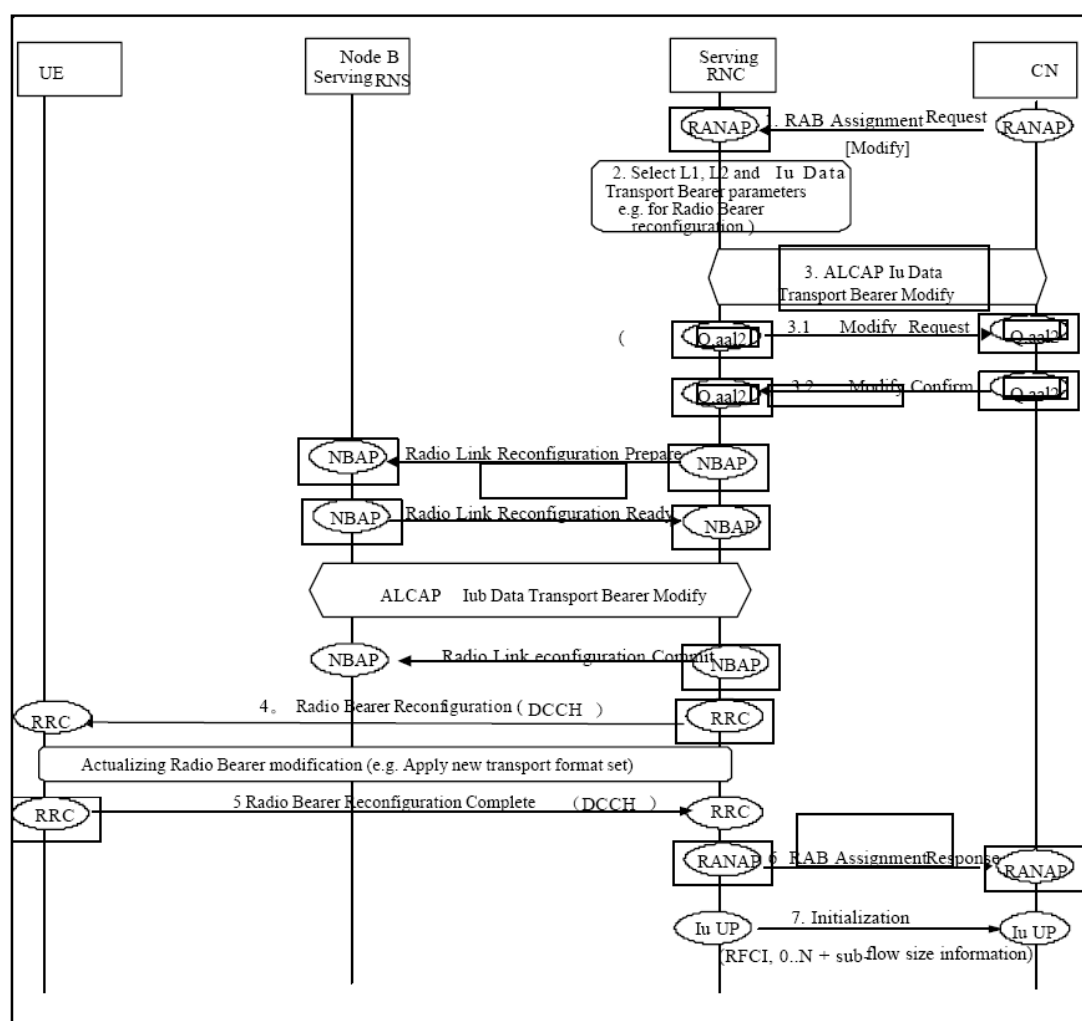 UE
Node B
Serving RNS
Serving
RNC
CN
RANAP
1. RAB Assignment Request
RANAP
[Modify]
2. Select L1, L2 and Iu Data
Transport Bearer parameters
e.g. for Radio Bearer
reconfiguration )
3. ALCAP Iu Data
Transport Bearer Modify
(
Q.aal2
3.1 Modify Request
Q.aal2
Q.aal2
3.2 Modify Confirm
Q.aal2
NBAP
Radio Link Reconfiguration Prepare
NBAP
NBAP
Radio Link Reconfiguration Ready
NBAP
ALCAP Iub Data Transport Bearer Modify
NBAP
Radio Link econfiguration Commit
NBAP
RRC
4。 Radio Bearer Reconfiguration ( DCCH )
RRC
Actualizing Radio Bearer modification (e.g. Apply new transport format set)
RRC
5 Radio Bearer Reconfiguration Complete (DCCH )
RRC
RANAP
6 RAB Assignment Response
RANAP
Iu UP
7. Initialization
Iu UP
(RFCI, 0..N + sub-flow size information)